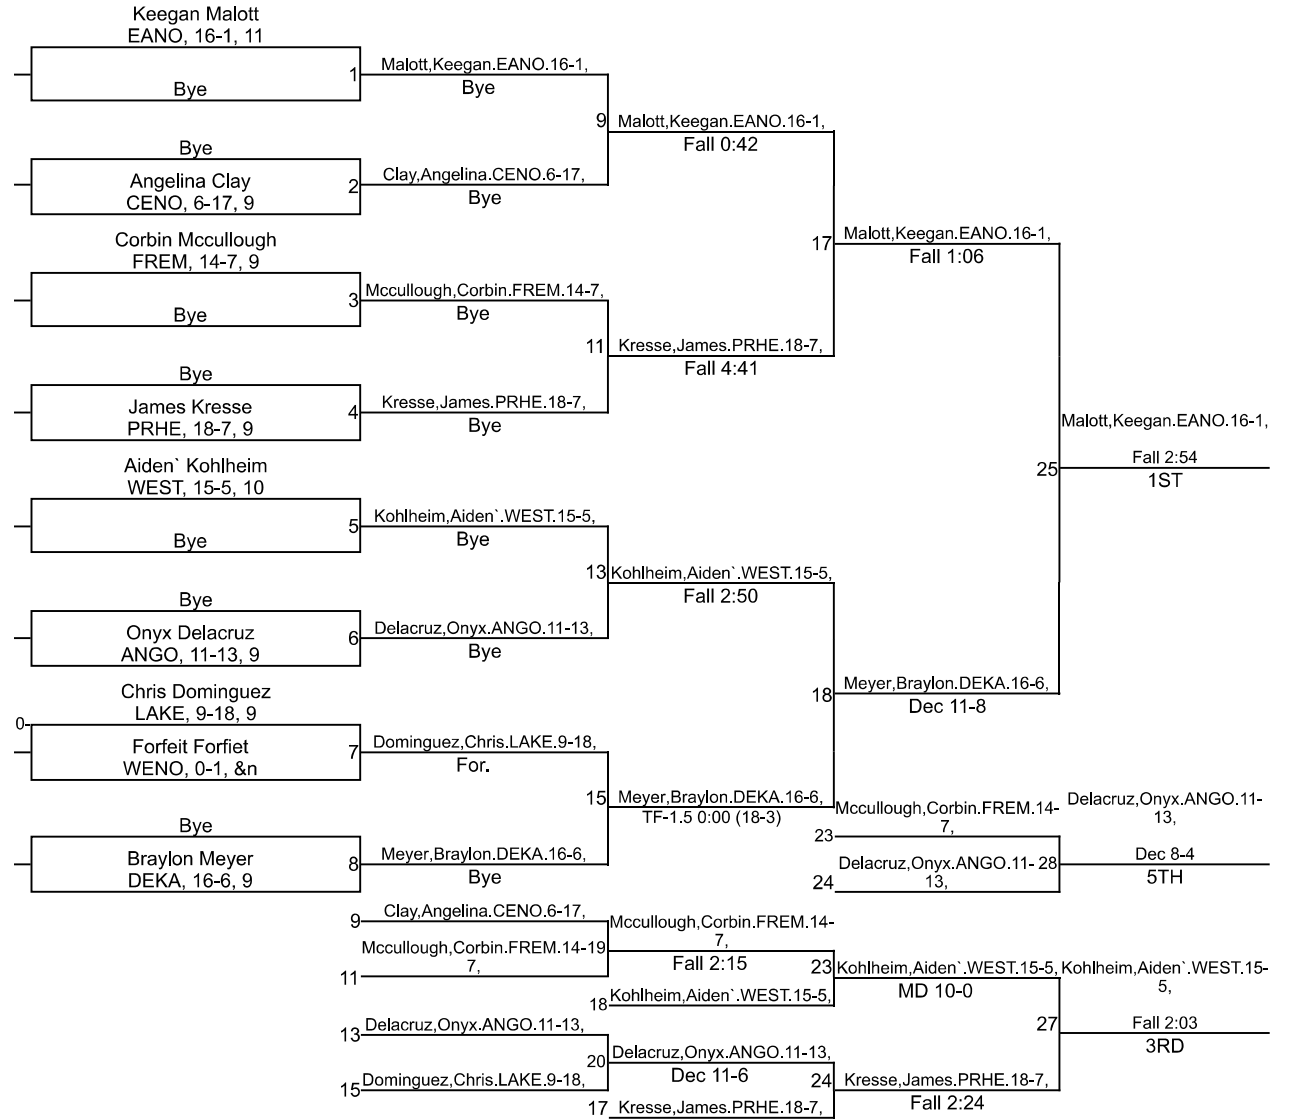 Keegan Malott
EANO, 16-1, 11
1
Malott,Keegan.EANO.16-1,
Bye
Bye
9
Malott,Keegan.EANO.16-1,
Fall 0:42
Bye
Angelina Clay
CENO, 6-17, 9
2
Clay,Angelina.CENO.6-17,
Bye
Corbin Mccullough
FREM, 14-7, 9
17
Malott,Keegan.EANO.16-1,
Fall 1:06
3
Mccullough,Corbin.FREM.14-7,
Bye
Bye
11
Kresse,James.PRHE.18-7,
Fall 4:41
Bye
James Kresse
PRHE, 18-7, 9
4
Kresse,James.PRHE.18-7,
Bye
Malott,Keegan.EANO.16-1,
25
Fall 2:54
1ST
Aiden` Kohlheim
WEST, 15-5, 10
5
Kohlheim,Aiden`.WEST.15-5,
Bye
Bye
13
Kohlheim,Aiden`.WEST.15-5,
Fall 2:50
Bye
Onyx Delacruz
ANGO, 11-13, 9
6
Delacruz,Onyx.ANGO.11-13,
Bye
Chris Dominguez
LAKE, 9-18, 9
18
Meyer,Braylon.DEKA.16-6,
Dec 11-8
0
Forfeit Forfiet
WENO, 0-1, &n
7
Dominguez,Chris.LAKE.9-18,
For.
15
Meyer,Braylon.DEKA.16-6,
TF-1.5 0:00 (18-3)
Bye
Braylon Meyer
DEKA, 16-6, 9
8
Meyer,Braylon.DEKA.16-6,
Bye
Mccullough,Corbin.FREM.14-
7,
23
Delacruz,Onyx.ANGO.11-
13,
24
28
Delacruz,Onyx.ANGO.11-
13,
Dec 8-4
5TH
9
Clay,Angelina.CENO.6-17,
Mccullough,Corbin.FREM.14-
7,
11
19
Mccullough,Corbin.FREM.14-
7,
Fall 2:15
18
Kohlheim,Aiden`.WEST.15-5,
23
Kohlheim,Aiden`.WEST.15-5,
MD 10-0
Kohlheim,Aiden`.WEST.15-
5,
27
Fall 2:03
3RD
13
Delacruz,Onyx.ANGO.11-13,
15
Dominguez,Chris.LAKE.9-18,
20
Delacruz,Onyx.ANGO.11-13,
Dec 11-6
17
Kresse,James.PRHE.18-7,
24
Kresse,James.PRHE.18-7,
Fall 2:24